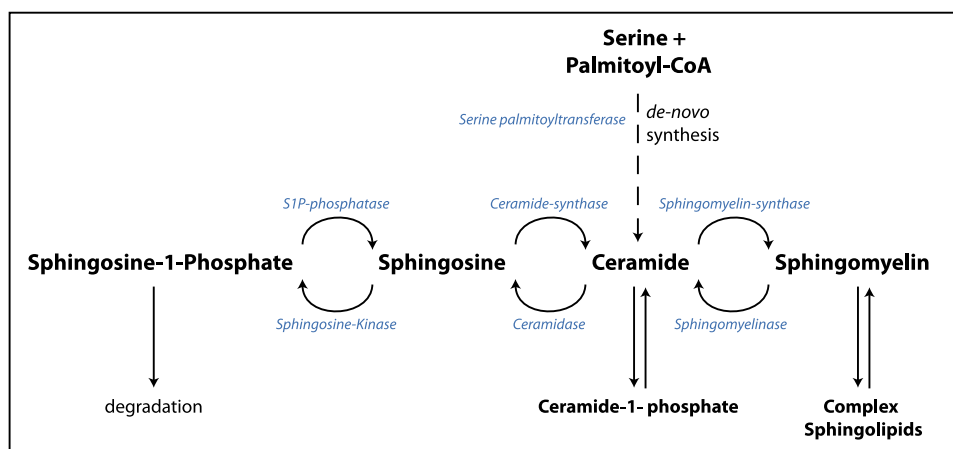 Serine +
Palmitoyl-CoA
Serine palmitoyltransferase
de-novo
synthesis
S1P-phosphatase
Ceramide-synthase
Sphingomyelin-synthase
Sphingosine-1-Phosphate
Sphingosine
Ceramide
Sphingomyelin
Sphingosine-Kinase
Ceramidase
Sphingomyelinase
degradation
Ceramide-1- phosphate
Complex
Sphingolipids